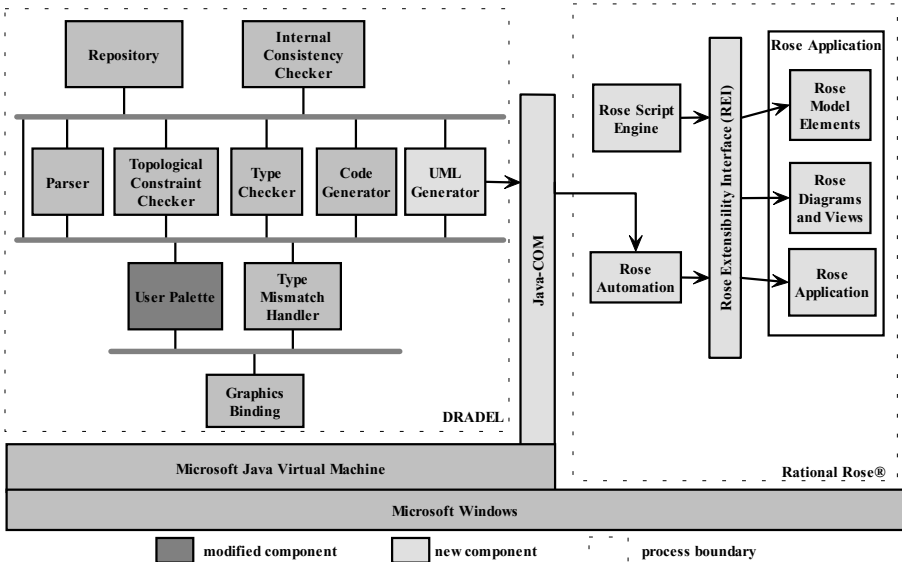 Repository
Internal
Consistency
Checker
Parser
Topological
Constraint
Checker
Type
Checker
Code
Generator
UML
Generator
User Palette
Type
Mismatch
Handler
Graphics
Binding
DRADEL
Java-COM
Rose Script
Engine
Rose
Automation
Rose Extensibility Interface (REI)
Rose Application
Rose
Model
Elements
Rose
Diagrams
and Views
Rose
Application
Rational Rose®
Microsoft Java Virtual Machine
Microsoft Windows
modified component
new component
process boundary